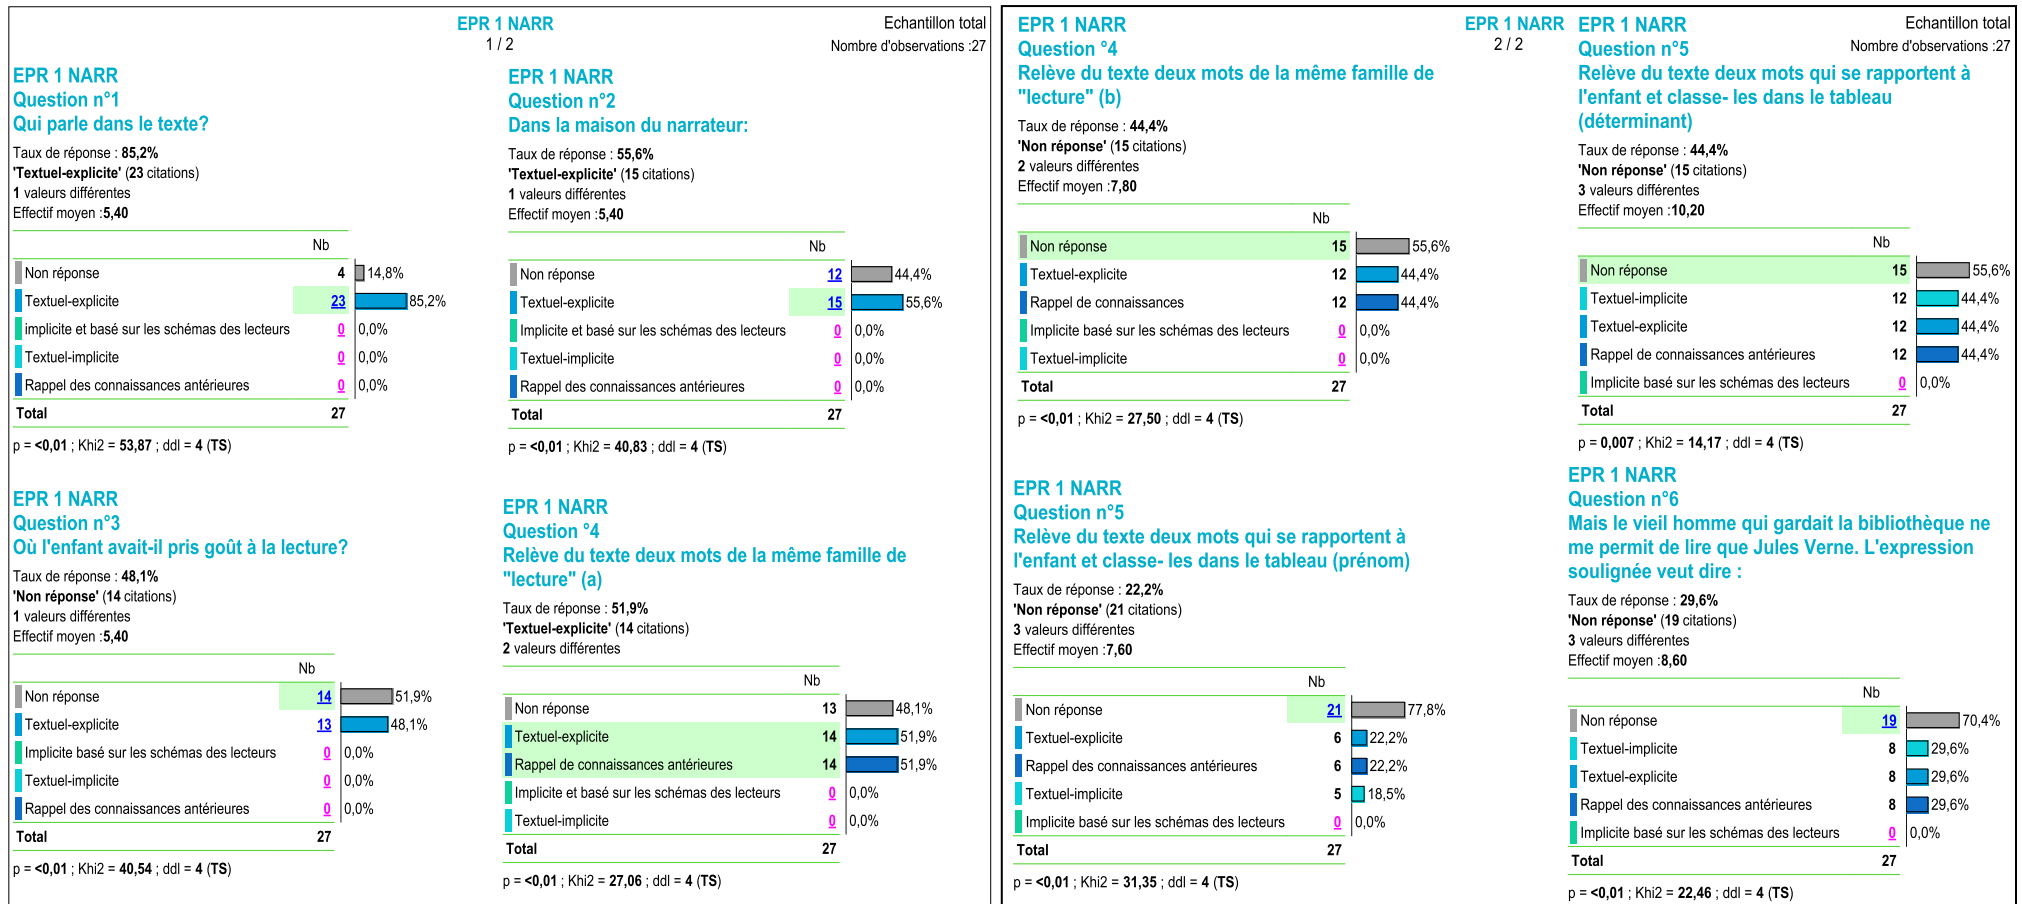 EPR 1 NARR
1 / 2
Echantillon total
Nombre d'observations :27
EPR 1 NARR
Question n°1
Qui parle dans le texte?
Taux de réponse : 85,2%
'Textuel-explicite' (23 citations)
1 valeurs différentes
Effectif moyen :5,40
Nb
Non réponse 4 14,8%
Textuel-explicite 23 85,2%
implicite et basé sur les schémas des lecteurs 0 0,0%
Textuel-implicite 0 0,0%
Rappel des connaissances antérieures 0 0,0%
Total 27
p = <0,01 ; Khi2 = 53,87 ; ddl = 4 (TS)
EPR 1 NARR
Question n°2
Dans la maison du narrateur:
Taux de réponse : 55,6%
'Textuel-explicite' (15 citations)
1 valeurs différentes
Effectif moyen :5,40
Nb
Non réponse 12 44,4%
Textuel-explicite 15 55,6%
Implicite et basé sur les schémas des lecteurs 0 0,0%
Textuel-implicite 0 0,0%
Rappel des connaissances antérieures 0 0,0%
Total 27
p = <0,01 ; Khi2 = 40,83 ; ddl = 4 (TS)
EPR 1 NARR
Question n°3
Où l'enfant avait-il pris goût à la lecture?
Taux de réponse : 48,1%
'Non réponse' (14 citations)
1 valeurs différentes
Effectif moyen :5,40
Nb
Non réponse 14 51,9%
Textuel-explicite 13 48,1%
Implicite basé sur les schémas des lecteurs 0 0,0%
Textuel-implicite 0 0,0%
Rappel des connaissances antérieures 0 0,0%
Total 27
p = <0,01 ; Khi2 = 40,54 ; ddl = 4 (TS)
EPR 1 NARR
Question °4
Relève du texte deux mots de la même famille de
"lecture" (a)
Taux de réponse : 51,9%
'Textuel-explicite' (14 citations)
2 valeurs différentes
Nb
Non réponse 13 48,1%
Textuel-explicite 14 51,9%
Rappel de connaissances antérieures 14 51,9%
Implicite et basé sur les schémas des lecteurs 0 0,0%
Textuel-implicite 0 0,0%
Total 27
p = <0,01 ; Khi2 = 27,06 ; ddl = 4 (TS)
EPR 1 NARR
2 / 2
Echantillon total
Nombre d'observations :27
EPR 1 NARR
Question °4
Relève du texte deux mots de la même famille de
"lecture" (b)
Taux de réponse : 44,4%
'Non réponse' (15 citations)
2 valeurs différentes
Effectif moyen :7,80
Nb
Non réponse 15 55,6%
Textuel-explicite 12 44,4%
Rappel de connaissances 12 44,4%
Implicite basé sur les schémas des lecteurs 0 0,0%
Textuel-implicite 0 0,0%
Total 27
p = <0,01 ; Khi2 = 27,50 ; ddl = 4 (TS)
EPR 1 NARR
Question n°5
Relève du texte deux mots qui se rapportent à
l'enfant et classe- les dans le tableau
(déterminant)
Taux de réponse : 44,4%
'Non réponse' (15 citations)
3 valeurs différentes
Effectif moyen :10,20
Nb
Non réponse 15 55,6%
Textuel-implicite 12 44,4%
Textuel-explicite 12 44,4%
Rappel de connaissances antérieures 12 44,4%
Implicite basé sur les schémas des lecteurs 0 0,0%
Total 27
p = 0,007 ; Khi2 = 14,17 ; ddl = 4 (TS)
EPR 1 NARR
Question n°5
Relève du texte deux mots qui se rapportent à
l'enfant et classe- les dans le tableau (prénom)
Taux de réponse : 22,2%
'Non réponse' (21 citations)
3 valeurs différentes
Effectif moyen :7,60
Nb
Non réponse 21 77,8%
Textuel-explicite 6 22,2%
Rappel des connaissances antérieures 6 22,2%
Textuel-implicite 5 18,5%
Implicite basé sur les schémas des lecteurs 0 0,0%
Total 27
p = <0,01 ; Khi2 = 31,35 ; ddl = 4 (TS)
EPR 1 NARR
Question n°6
Mais le vieil homme qui gardait la bibliothèque ne
me permit de lire que Jules Verne. L'expression
soulignée veut dire :
Taux de réponse : 29,6%
'Non réponse' (19 citations)
3 valeurs différentes
Effectif moyen :8,60
Nb
Non réponse 19 70,4%
Textuel-implicite 8 29,6%
Textuel-explicite 8 29,6%
Rappel des connaissances antérieures 8 29,6%
Implicite basé sur les schémas des lecteurs 0 0,0%
Total 27
p = <0,01 ; Khi2 = 22,46 ; ddl = 4 (TS)